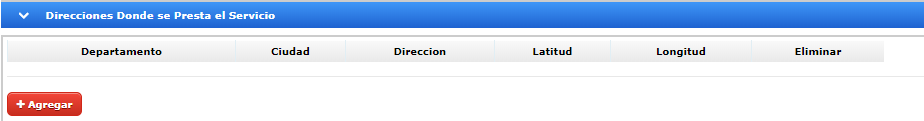 Direcciones Donde se Presta el Servicio
Departamento Ciudad Direccion Latitud Longitud Eliminar
+ Agregar